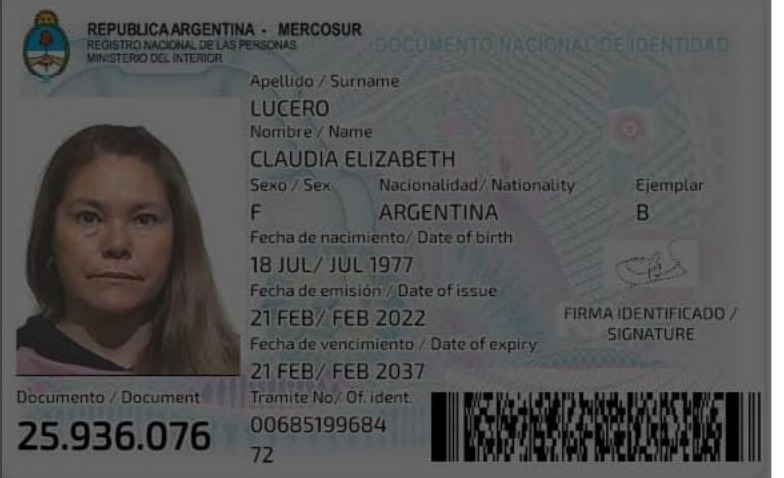 REPUBLICA ARGENTINA - MERCOSUR
REGISTRO NACIONAL DE LAS PERSONAS
MINISTERIO DEL INTERIOR
DOCUMENTO NACIONAL DE IDENTIDAD
Apellido / Surname
LUCERO
Nombre / Name
CLAUDIA ELIZABETH
Sexo / Sex Nacionalidad/ Nationality Ejemplar
F ARGENTINA B
Fecha de nacimiento/ Date of birth
18 JUL/ JUL 1977
Fecha de emisión / Date of issue
21 FEB/ FEB 2022
FIRMA IDENTIFICADO /
SIGNATURE
Fecha de vencimiento / Date of expiry
21 FEB/ FEB 2037
Documento / Document
25.936.076
Tramite No/ Of. ident.
00685199684
72